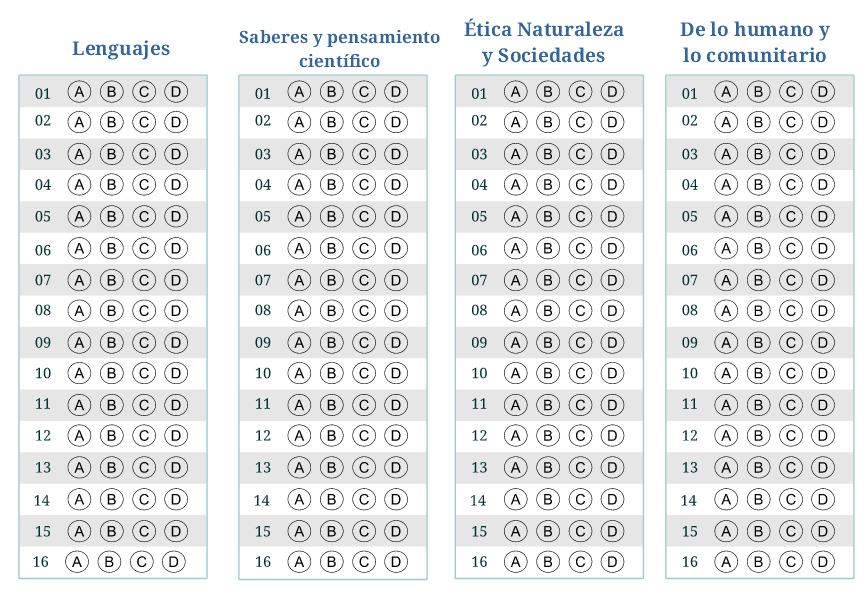 Lenguajes
01 A B C D
02 A B C D
03 A B C D
04 A B C D
05 A B C D
06 A B C D
07 A B C D
08 A B C D
09 A B C D
10 A B C D
11 A B C D
12 A B C D
13 A B C D
14 A B C D
15 A B C D
16 A B C D
Saberes y pensamiento
científico
01 A B C D
02 A B C D
03 A B C D
04 A B C D
05 A B C D
06 A B C D
07 A B C D
08 A B C D
09 A B C D
10 A B C D
11 A B C D
12 A B C D
13 A B C D
14 A B C D
15 A B C D
16 A B C D
Ética Naturaleza
y Sociedades
01 A B C D
02 A B C D
03 A B C D
04 A B C D
05 A B C D
06 A B C D
07 A B C D
08 A B C D
09 A B C D
10 A B C D
11 A B C D
12 A B C D
13 A B C D
14 A B C D
15 A B C D
16 A B C D
De lo humano y
lo comunitario
01 A B C D
02 A B C D
03 A B C D
04 A B C D
05 A B C D
06 A B C D
07 A B C D
08 A B C D
09 A B C D
10 A B C D
11 A B C D
12 A B C D
13 A B C D
14 A B C D
15 A B C D
16 A B C D